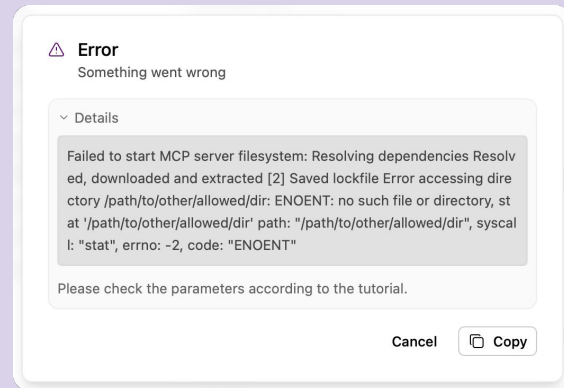 Error
Something went wrong
Details
Failed to start MCP server filesystem: Resolving dependencies Resolv
ed, downloaded and extracted [2] Saved lockfile Error accessing dire
ctory /path/to/other/allowed/dir: ENOENT: no such file or directory, st
at '/path/to/other/allowed/dir' path: "/path/to/other/allowed/dir", syscal
l: "stat", errno: -2, code: "ENOENT"
Please check the parameters according to the tutorial.
Cancel Copy